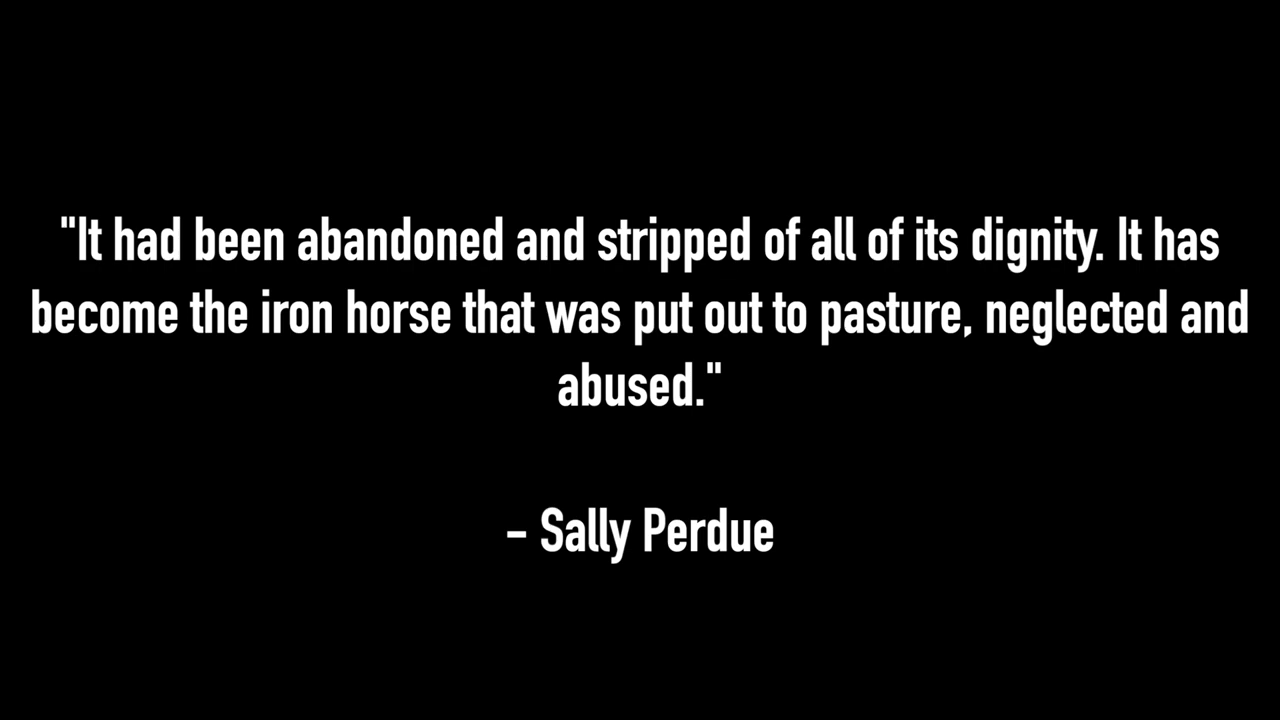 "It had been abandoned and stripped of all of its dignity. It has
become the iron horse that was put out to pasture, neglected and
abused."
– Sally Perdue